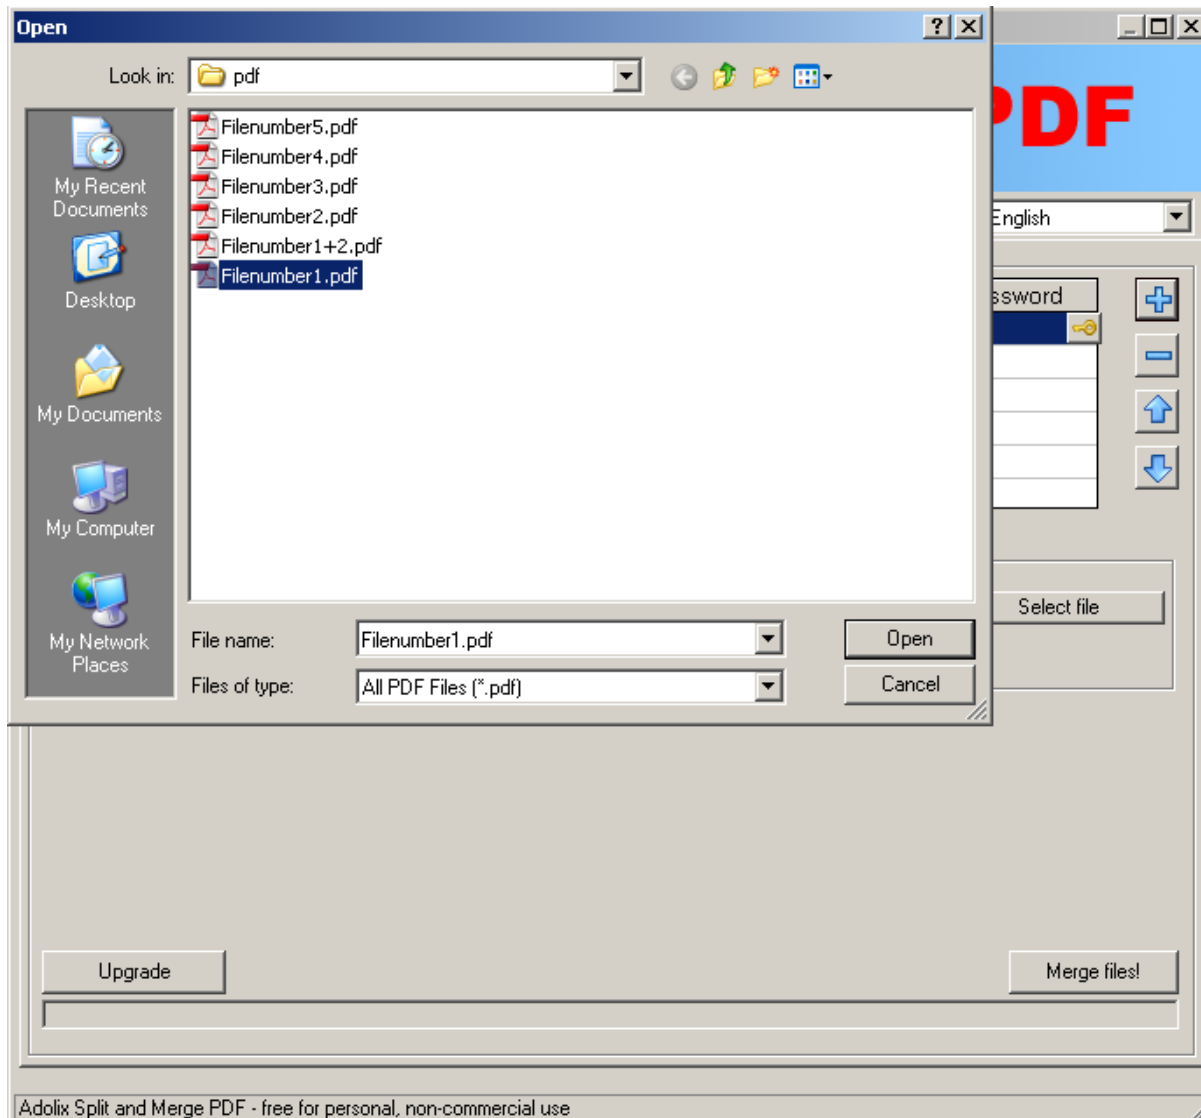 Open
Look in:
pdf
PDF
My Recent
Documents
Desktop
My Documents
My Computer
My Network
Places
Filenumber5.pdf
Filenumber4.pdf
Filenumber3.pdf
Filenumber2.pdf
Filenumber1+2.pdf
Filenumber1.pdf
File name:
Filenumber1.pdf
Open
Files of type:
All PDF Files (*.pdf)
Cancel
English
ssword
Select file
Upgrade
Merge files!
Adolix Split and Merge PDF - free for personal, non-commercial use